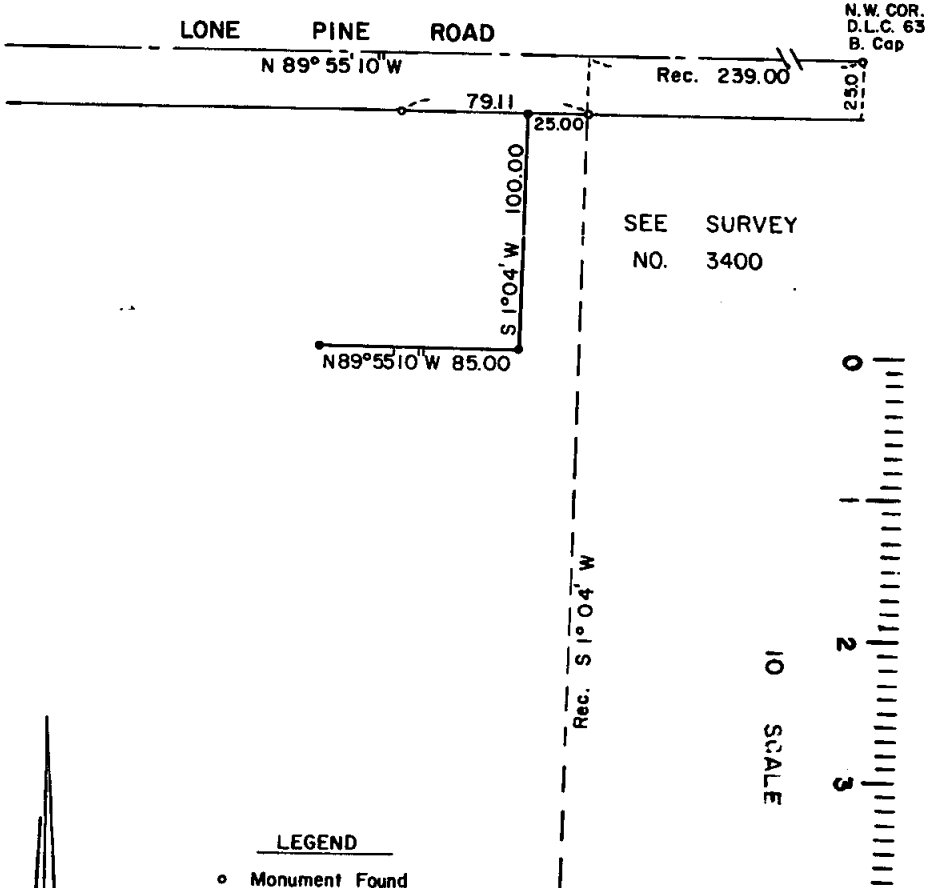 N.W. COR.
D.L.C. 63
B. Cap
LONE PINE ROAD
N 89° 55' 10" W
Rec. 239.00
25.01
79.11
25.00
S 1° 04' W 100.00
SEE SURVEY
NO. 3400
N89°55'10"W 85.00
0
1
2
3
10 SCALE
Rec. S 1° 04' W
LEGEND
Monument Found